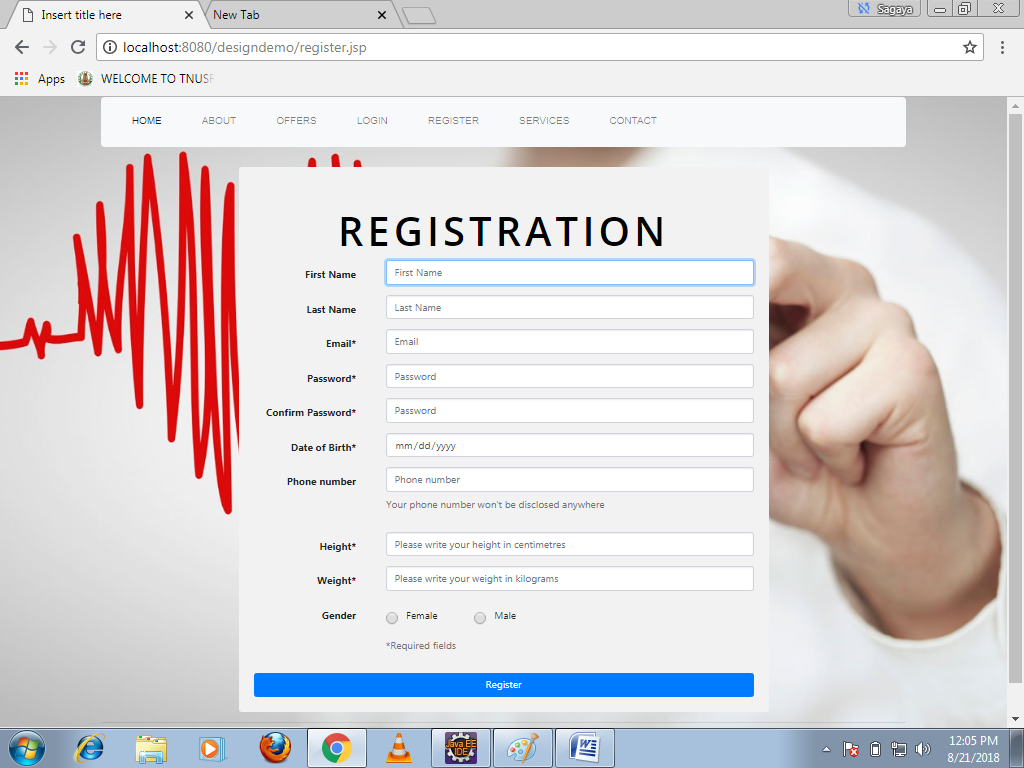 Insert title here
New Tab
Sagaya
localhost:8080/designdemo/register.jsp
Apps
WELCOME TO TNUSF
HOME ABOUT OFFERS LOGIN REGISTER SERVICES CONTACT
REGISTRATION
First Name First Name
Last Name Last Name
Email* Email
Password* Password
Confirm Password* Password
Date of Birth* mm/dd/yyyy
Phone number Phone number
Your phone number won't be disclosed anywhere
Height* Please write your height in centimetres
Weight* Please write your weight in kilograms
Gender Female Male
*Required fields
Register
Java EE
IDE
12:05 PM
8/21/2018